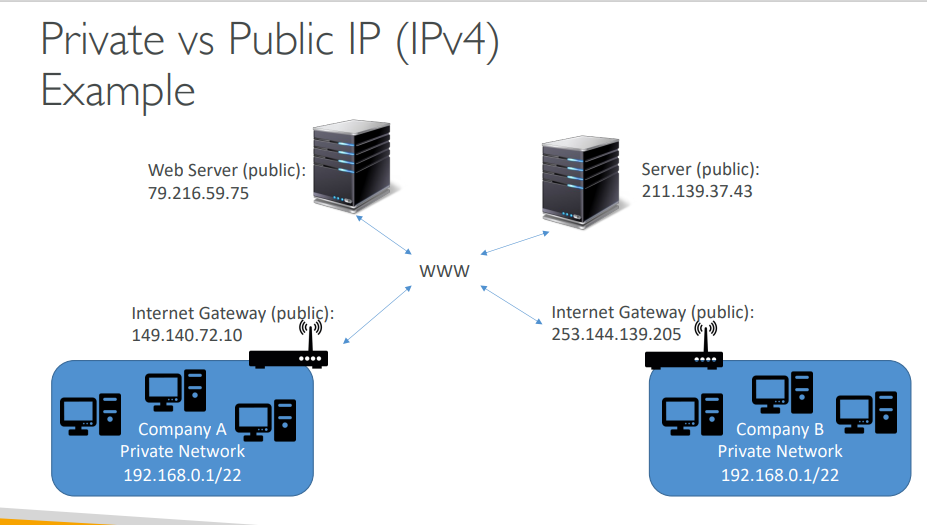 Private vs Public IP (IPv4)
Example
Web Server (public):
79.216.59.75
Server (public):
211.139.37.43
WWW
Internet Gateway (public):
149.140.72.10
Internet Gateway (public):
253.144.139.205
Company A
Private Network
192.168.0.1/22
Company B
Private Network
192.168.0.1/22